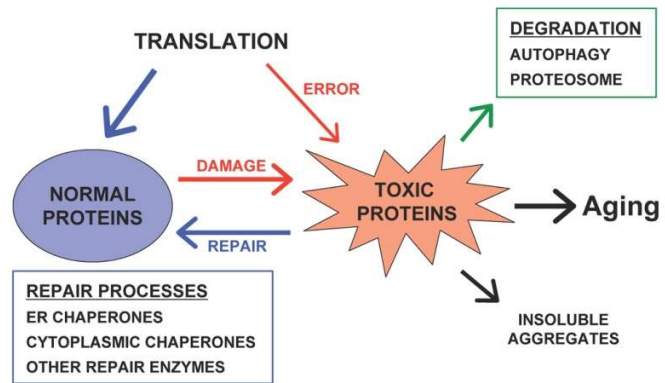 TRANSLATION
ERROR
DEGRADATION
AUTOPHAGY
PROTEOSOME
NORMAL
PROTEINS
DAMAGE
REPAIR
TOXIC
PROTEINS
Aging
REPAIR PROCESSES
ER CHAPERONES
CYTOPLASMIC CHAPERONES
OTHER REPAIR ENZYMES
INSOLUBLE
AGGREGATES